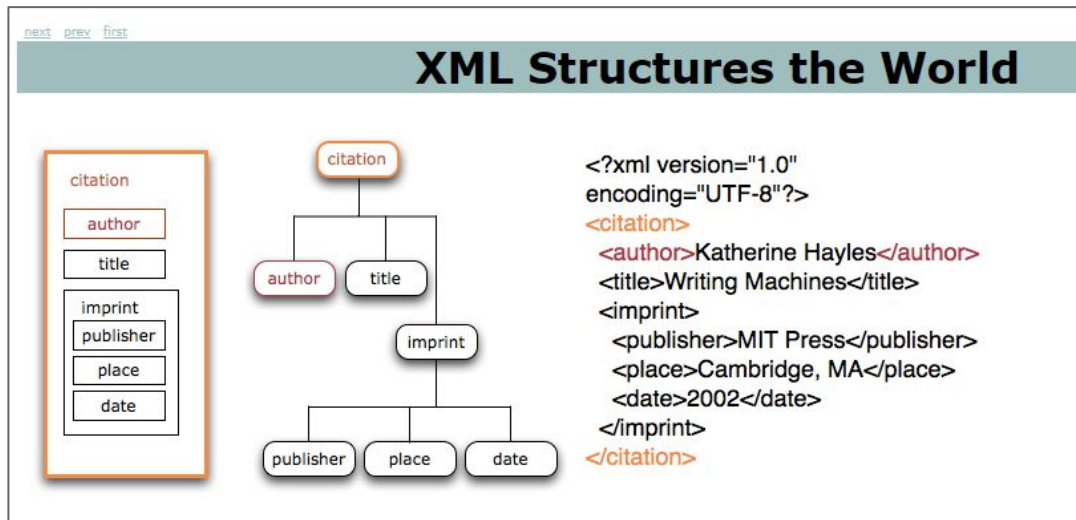 next prev first
XML Structures the World
citation
author
title
imprint
publisher
place
date
citation
author title
imprint
publisher place date
<?xml version="1.0"
encoding="UTF-8"?>
<citation>
<author>Katherine Hayles</author>
<title>Writing Machines</title>
<imprint>
<publisher>MIT Press</publisher>
<place>Cambridge, MA</place>
<date>2002</date>
</imprint>
</citation>